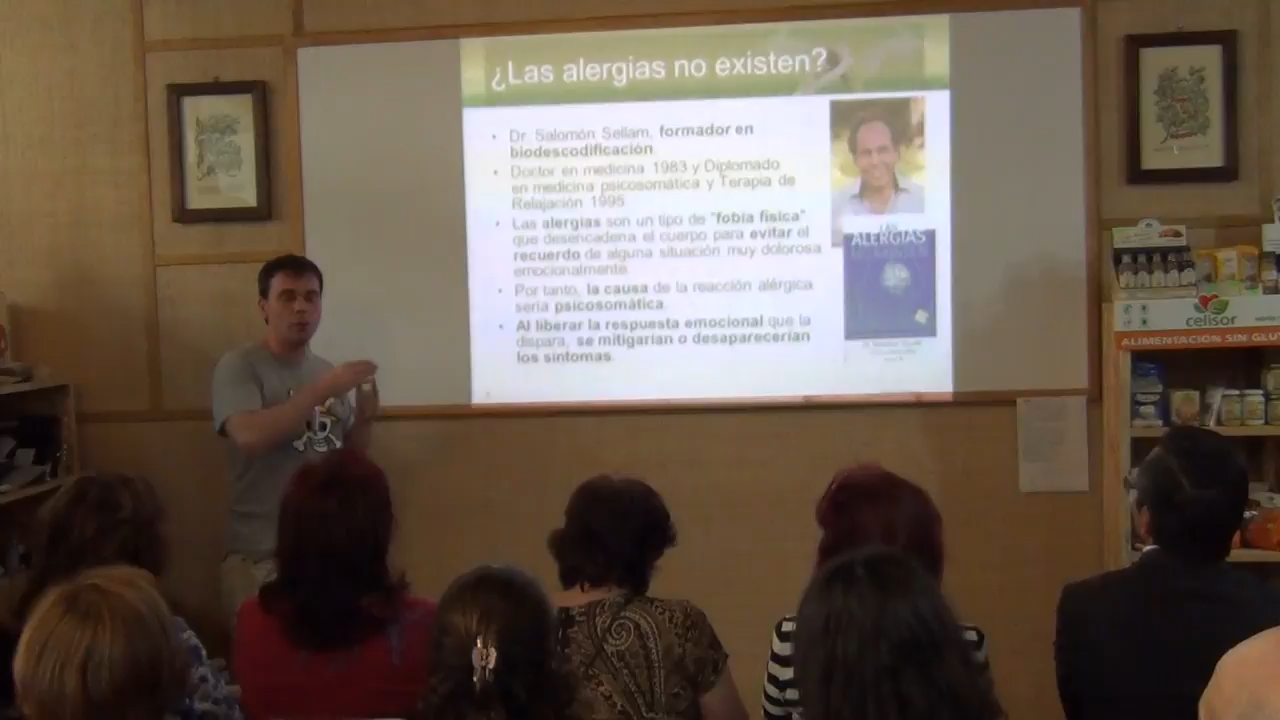 ¿Las alergias no existen?
• Dr. Salomón Sellam, formador en
biodescodificación.
• Doctor en medicina 1983 y Diplomado
en medicina psicosomática y Terapia de
Relajación 1995
• Las alergias son un tipo de "fobia física"
que desencadena el cuerpo para evitar el
recuerdo de alguna situación muy dolorosa
emocionalmente.
• Por tanto, la causa de la reacción alérgica
sería psicosomática.
• Al liberar la respuesta emocional que la
dispara, se mitigarían o desaparecerían
los síntomas.
LAS
ALERGIAS
celisor
ALIMENTACIÓN SIN GLU